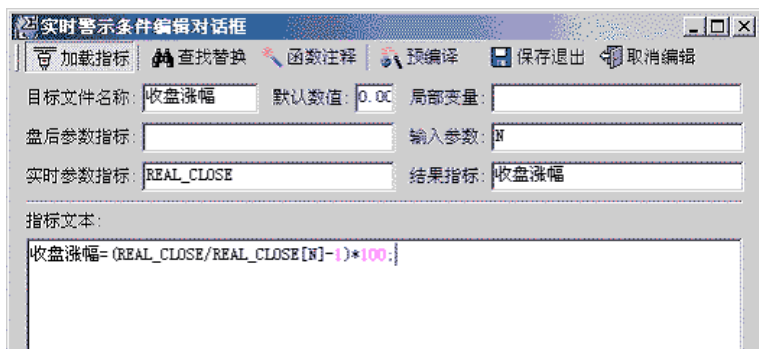 实时警示条件编辑对话框
加载指标 查找替换 函数注释 预编译 保存退出 取消编辑
目标文件名称: 收盘涨幅 默认数值: 0.00 局部变量:
盘后参数指标: 输入参数: N
实时参数指标: REAL_CLOSE 结果指标: 收盘涨幅
指标文本:
收盘涨幅=(REAL_CLOSE/REAL_CLOSE[N]-1)*100;